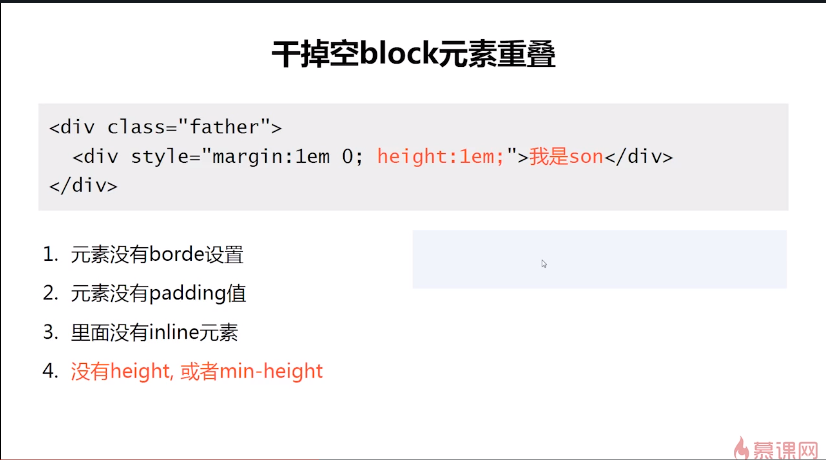 干掉空block元素重叠
<div class="father">
  <div style="margin:1em 0; height:1em;">我是son</div>
</div>
1. 元素没有borde设置
2. 元素没有padding值
3. 里面没有inline元素
4. 没有height, 或者min-height
慕课网